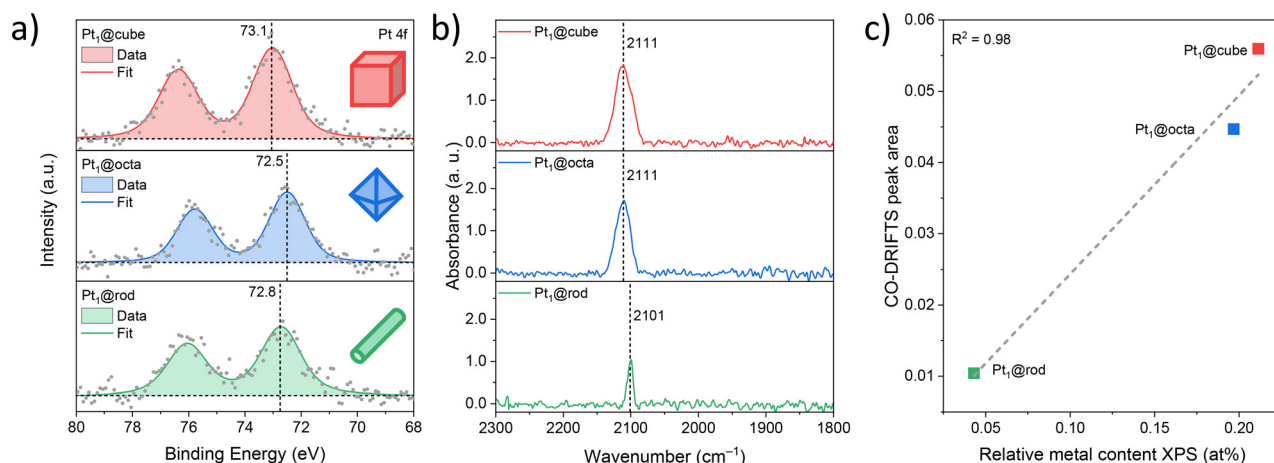 a)
Pt₁@cube
Data
Fit
73.1
Pt 4f
Pt₁@octa
Data
Fit
72.5
Pt₁@rod
Data
Fit
72.8
Intensity (a.u.)
80 78 76 74 72 70 68
Binding Energy (eV)
b)
Pt₁@cube
2111
2.0
1.0
0.0
Pt₁@octa
2111
2.0
1.0
0.0
Pt₁@rod
2101
2.0
1.0
0.0
Absorbance (a. u.)
2300 2200 2100 2000 1900 1800
Wavenumber (cm⁻¹)
c)
R² = 0.98
Pt₁@cube
Pt₁@octa
Pt₁@rod
CO-DRIFTS peak area
0.06
0.05
0.04
0.03
0.02
0.01
0.05 0.10 0.15 0.20
Relative metal content XPS (at%)